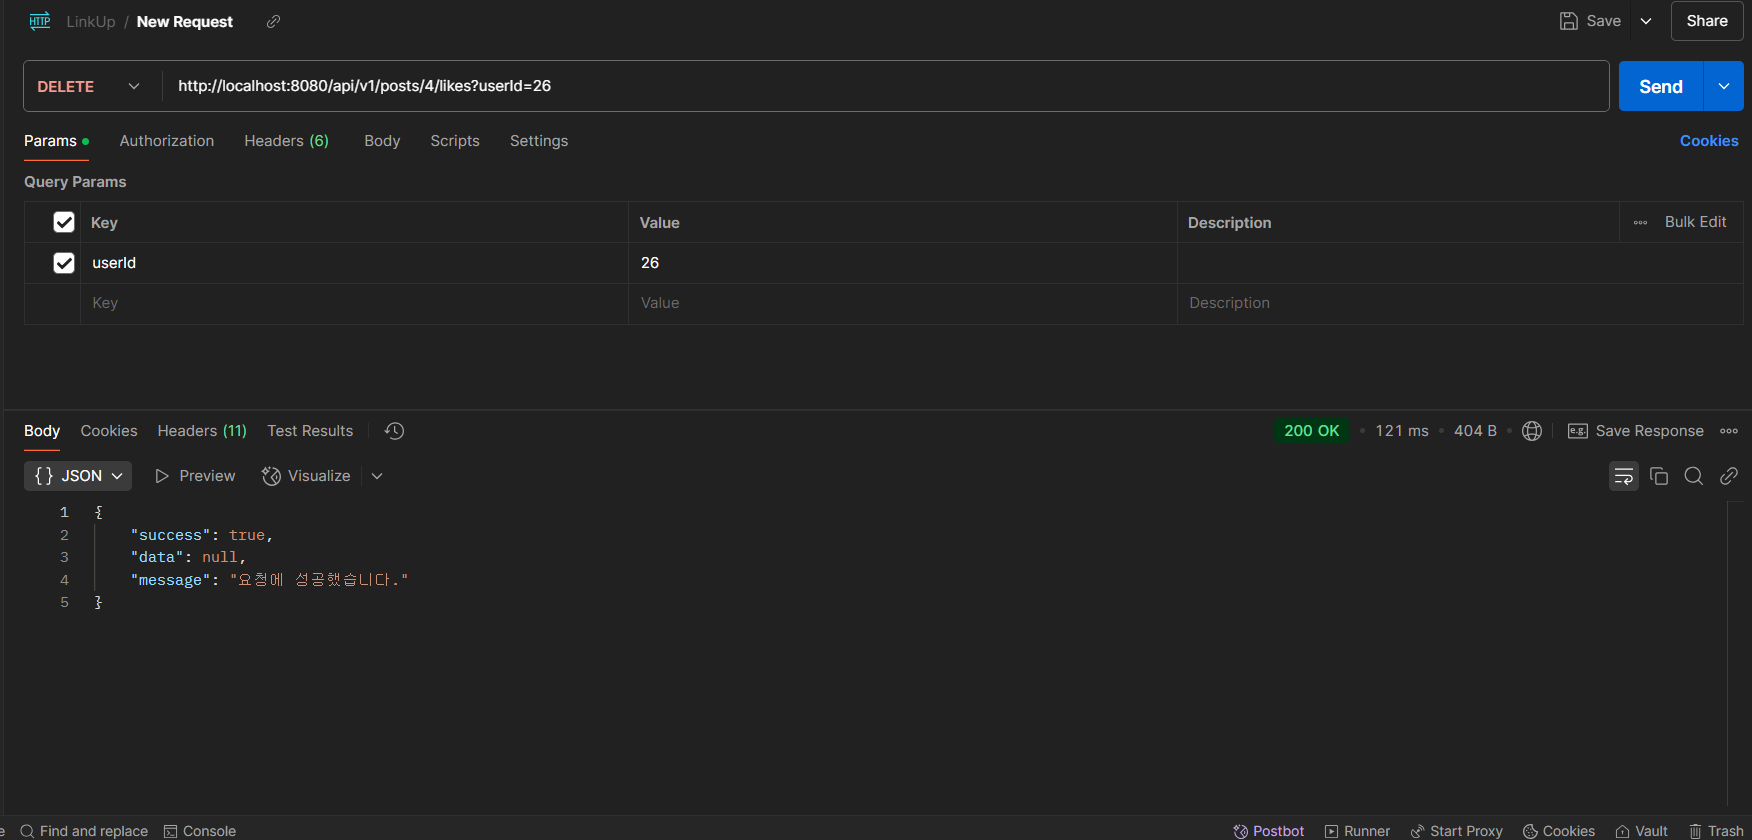 HTTP LinkUp / New Request Save Share
DELETE http://localhost:8080/api/v1/posts/4/likes?userId=26 Send
Params Authorization Headers (6) Body Scripts Settings Cookies
Query Params
Key Value Description Bulk Edit
userId 26
Key Value Description
Body Cookies Headers (11) Test Results 200 OK • 121 ms • 404 B e.g. Save Response
{} JSON Preview Visualize
1 {
2 "success": true,
3 "data": null,
4 "message": "요청에 성공했습니다."
5 }
e Find and replace Console Postbot Runner Start Proxy Cookies Vault Trash